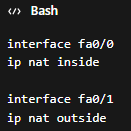 </> Bash
interface fa0/0
ip nat inside
interface fa0/1
ip nat outside